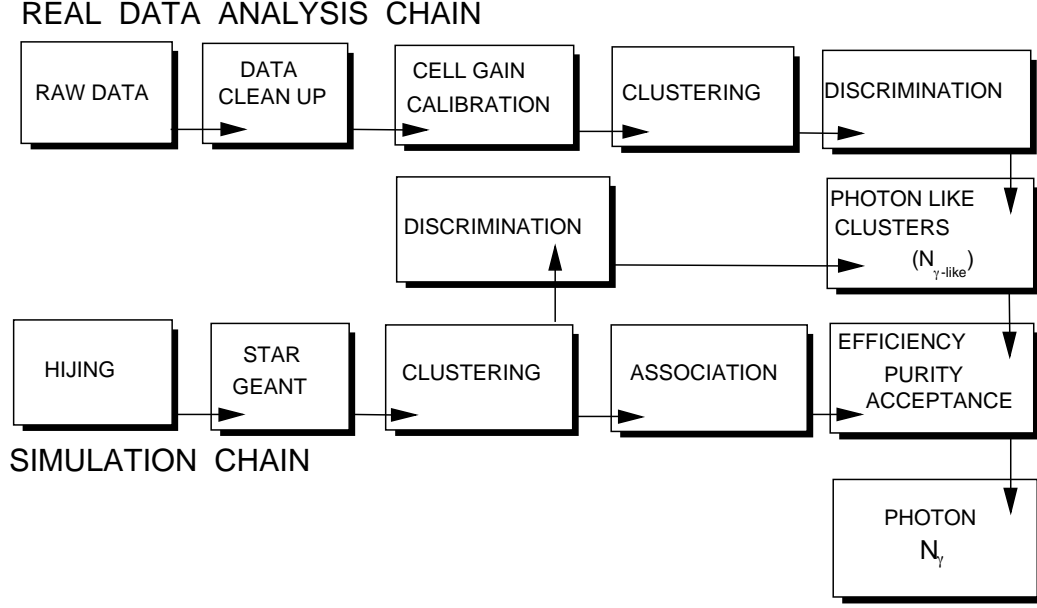 REAL DATA ANALYSIS CHAIN
RAW DATA
DATA
CLEAN UP
CELL GAIN
CALIBRATION
CLUSTERING
DISCRIMINATION
DISCRIMINATION
PHOTON LIKE
CLUSTERS
(Nγ-like)
HIJING
STAR
GEANT
CLUSTERING
ASSOCIATION
EFFICIENCY
PURITY
ACCEPTANCE
SIMULATION CHAIN
PHOTON
Nγ